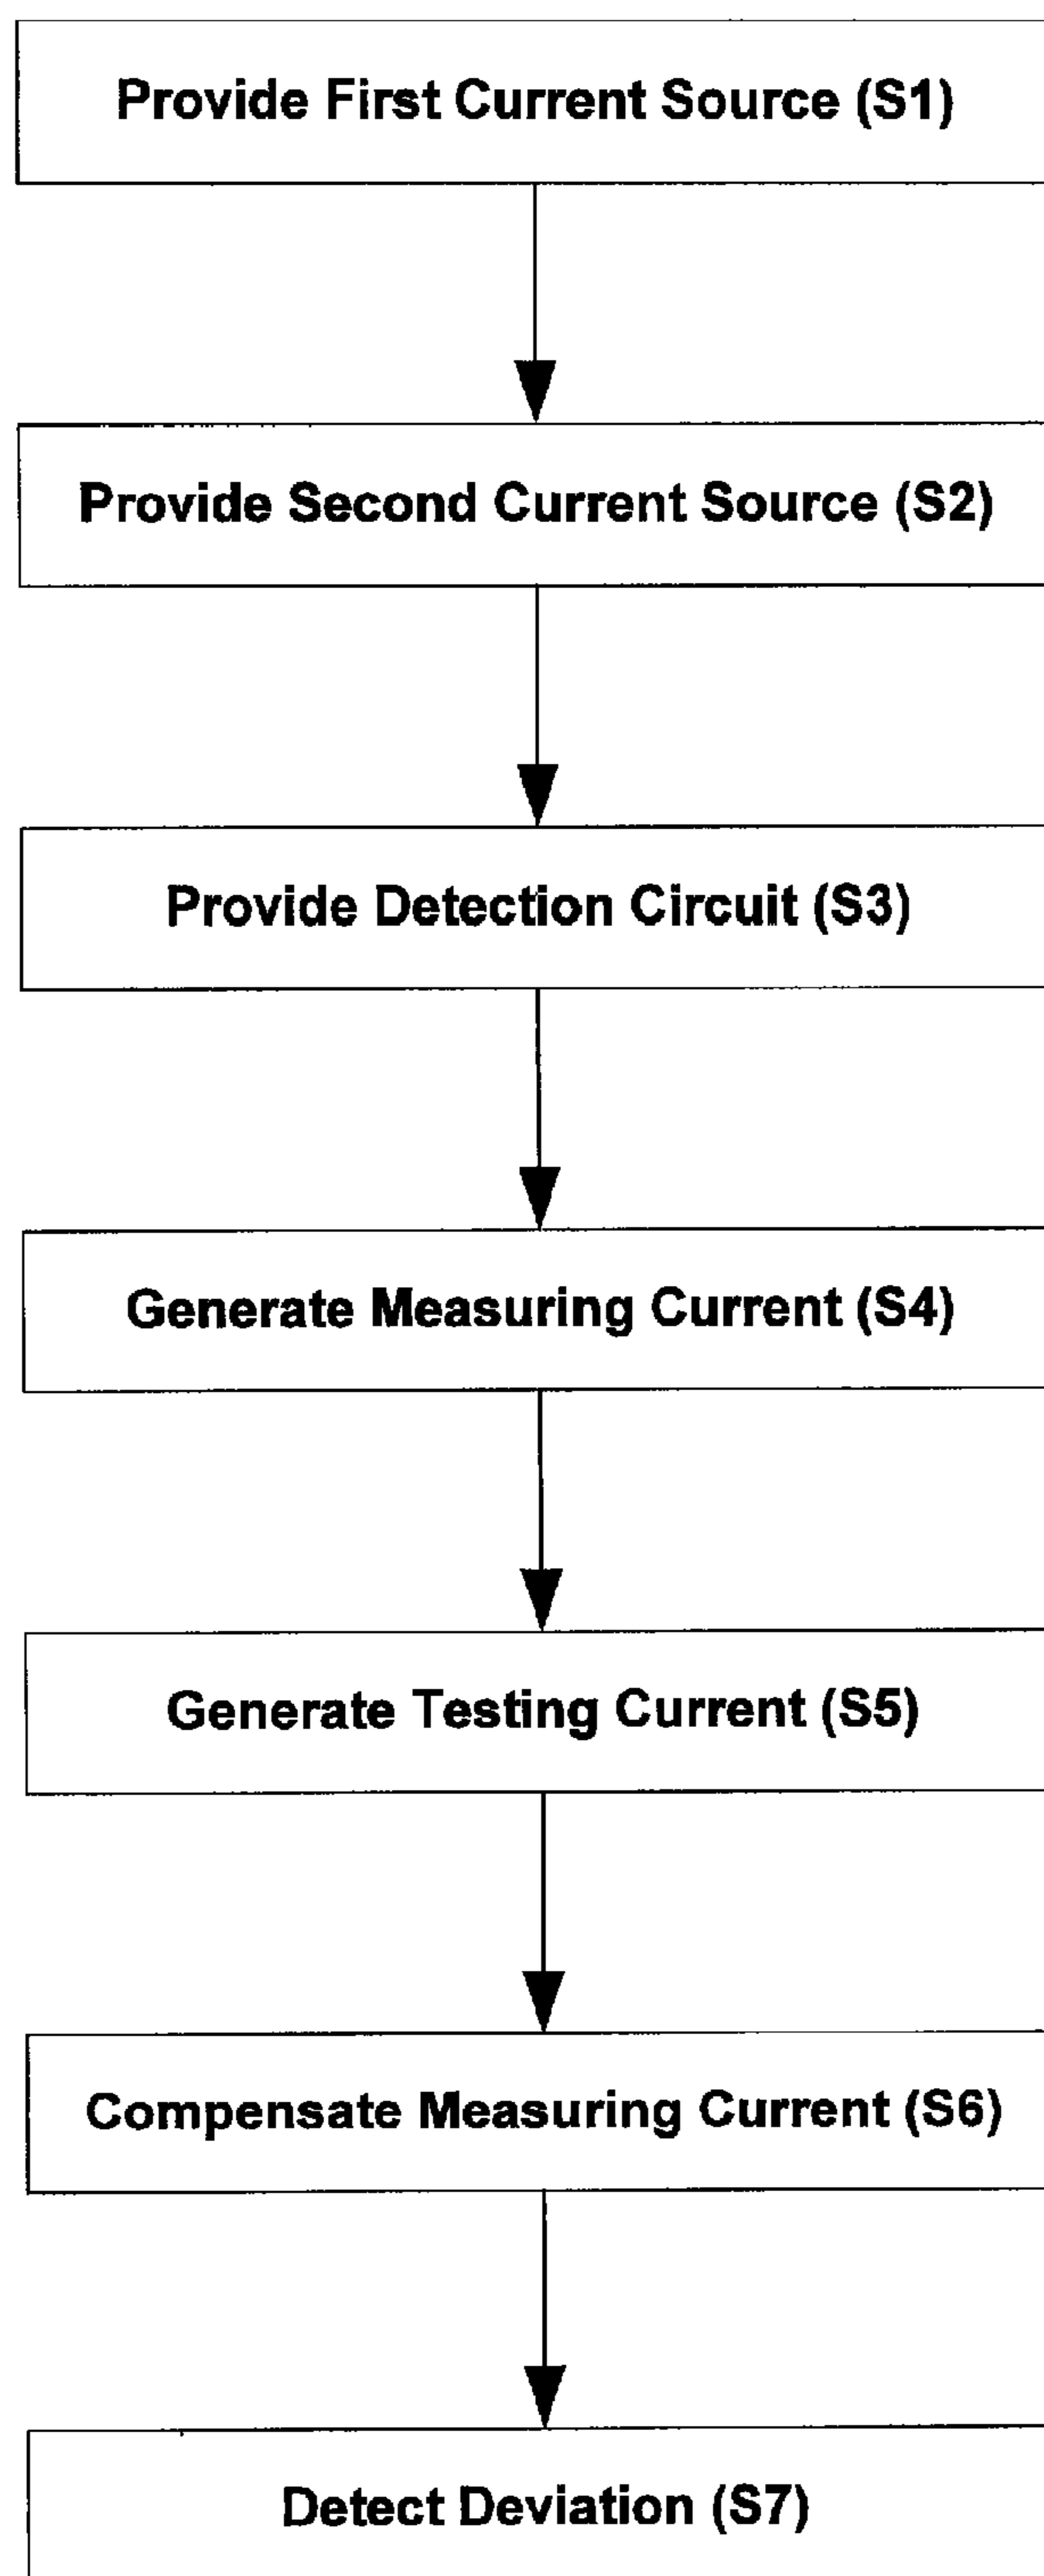 Provide First Current Source (S1)
Provide Second Current Source (S2)
Provide Detection Circuit (S3)
Generate Measuring Current (S4)
Generate Testing Current (S5)
Compensate Measuring Current (S6)
Detect Deviation (S7)